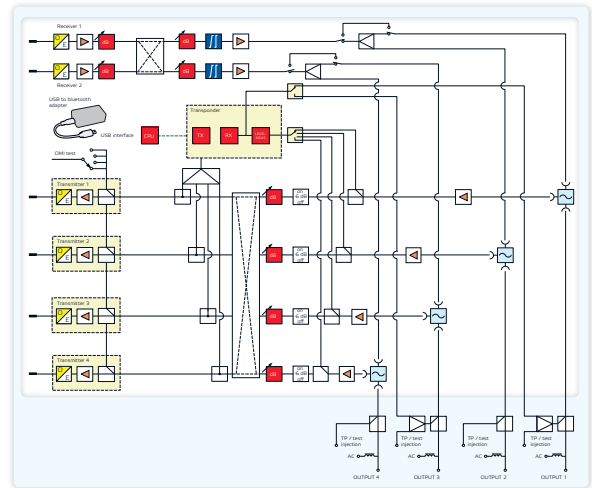 Receiver 1
O
E
dB
dB
O
E
dB
dB
Receiver 2
USB to bluetooth
adapter
USB interface
CPU
Transponder
TX
RX
OMI test
Transmitter 1
O
E
dB
on
-6 dB
off
Transmitter 2
O
E
dB
on
-6 dB
off
Transmitter 3
O
E
dB
on
-6 dB
off
Transmitter 4
O
E
dB
on
-6 dB
off
TP / test
injection
TP / test
injection
TP / test
injection
TP / test
injection
AC
AC
AC
AC
OUTPUT 4
OUTPUT 3
OUTPUT 2
OUTPUT 1